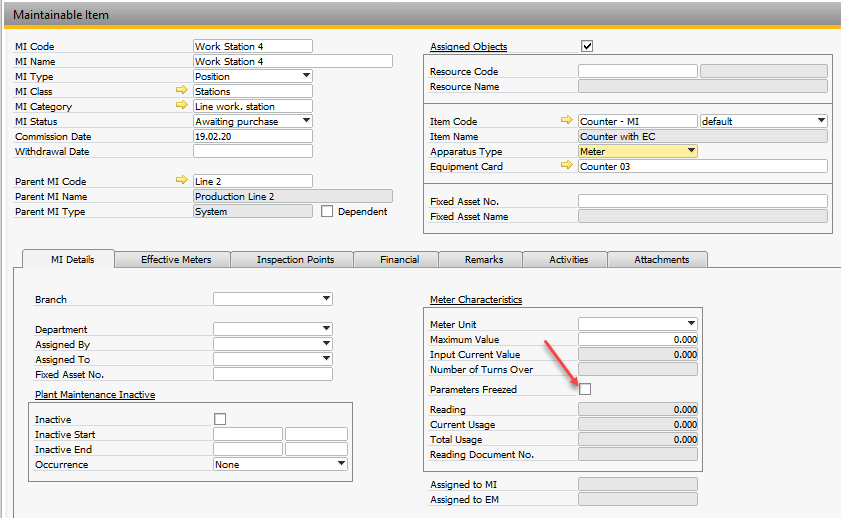 Maintainable Item
MI Code Work Station 4
MI Name Work Station 4
MI Type Position
MI Class Stations
MI Category Line work. station
MI Status Awaiting purchase
Commission Date 19.02.20
Withdrawal Date
Parent MI Code Line 2
Parent MI Name Production Line 2
Parent MI Type System Dependent
Assigned Objects
Resource Code
Resource Name
Item Code Counter - MI default
Item Name Counter with EC
Apparatus Type Meter
Equipment Card Counter 03
Fixed Asset No.
Fixed Asset Name
MI Details Effective Meters Inspection Points Financial Remarks Activities Attachments
Branch
Department
Assigned By
Assigned To
Fixed Asset No.
Plant Maintenance Inactive
Inactive
Inactive Start
Inactive End
Occurrence None
Meter Characteristics
Meter Unit
Maximum Value 0.000
Input Current Value 0.000
Number of Turns Over
Parameters Freezed
Reading 0.000
Current Usage 0.000
Total Usage 0.000
Reading Document No.
Assigned to MI
Assigned to EM